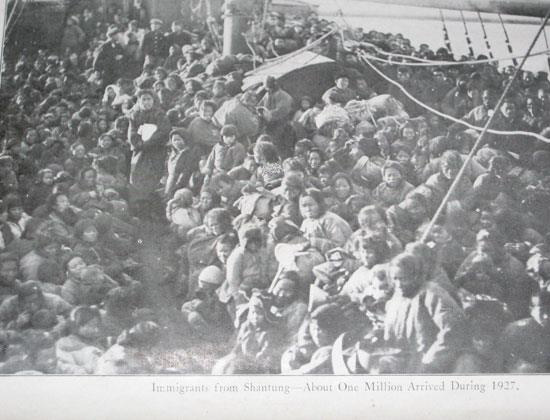 Immigrants from Shantung—About One Million Arrived During 1927.